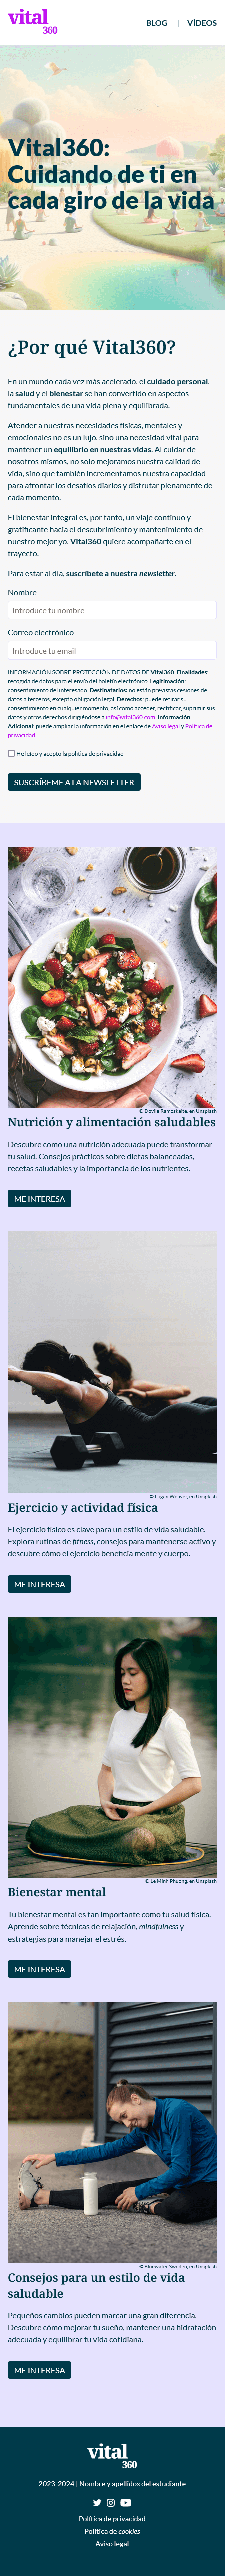 vital
360
BLOG | VÍDEOS
Vital360:
Cuidando de ti en
cada giro de la vida
¿Por qué Vital360?
En un mundo cada vez más acelerado, el cuidado personal,
la salud y el bienestar se han convertido en aspectos
fundamentales de una vida plena y equilibrada.
Atender a nuestras necesidades físicas, mentales y
emocionales no es un lujo, sino una necesidad vital para
mantener un equilibrio en nuestras vidas. Al cuidar de
nosotros mismos, no solo mejoramos nuestra calidad de
vida, sino que también incrementamos nuestra capacidad
para afrontar los desafíos diarios y disfrutar plenamente de
cada momento.
El bienestar integral es, por tanto, un viaje continuo y
gratificante hacia el descubrimiento y mantenimiento de
nuestro mejor yo. Vital360 quiere acompañarte en el
trayecto.
Para estar al día, suscríbete a nuestra newsletter.
Nombre
Introduce tu nombre
Correo electrónico
Introduce tu email
INFORMACIÓN SOBRE PROTECCIÓN DE DATOS DE Vital360. Finalidades:
recogida de datos para el envío del boletín electrónico. Legitimación:
consentimiento del interesado. Destinatarios: no están previstas cesiones de
datos a terceros, excepto obligación legal. Derechos: puede retirar su
consentimiento en cualquier momento, así como acceder, rectificar, suprimir sus
datos y otros derechos dirigiéndose a info@vital360.com. Información
Adicional: puede ampliar la información en el enlace de Aviso legal y Política de
privacidad.
He leído y acepto la política de privacidad
SUSCRÍBEME A LA NEWSLETTER
© Dovile Ramoskaite, en Unsplash
Nutrición y alimentación saludables
Descubre como una nutrición adecuada puede transformar
tu salud. Consejos prácticos sobre dietas balanceadas,
recetas saludables y la importancia de los nutrientes.
ME INTERESA
© Logan Weaver, en Unsplash
Ejercicio y actividad física
El ejercicio físico es clave para un estilo de vida saludable.
Explora rutinas de fitness, consejos para mantenerse activo y
descubre cómo el ejercicio beneficia mente y cuerpo.
ME INTERESA
© Le Minh Phuong, en Unsplash
Bienestar mental
Tu bienestar mental es tan importante como tu salud física.
Aprende sobre técnicas de relajación, mindfulness y
estrategias para manejar el estrés.
ME INTERESA
© Bluewater Sweden, en Unsplash
Consejos para un estilo de vida
saludable
Pequeños cambios pueden marcar una gran diferencia.
Descubre cómo mejorar tu sueño, mantener una hidratación
adecuada y equilibrar tu vida cotidiana.
ME INTERESA
vital
360
2023-2024 | Nombre y apellidos del estudiante
Política de privacidad
Política de cookies
Aviso legal